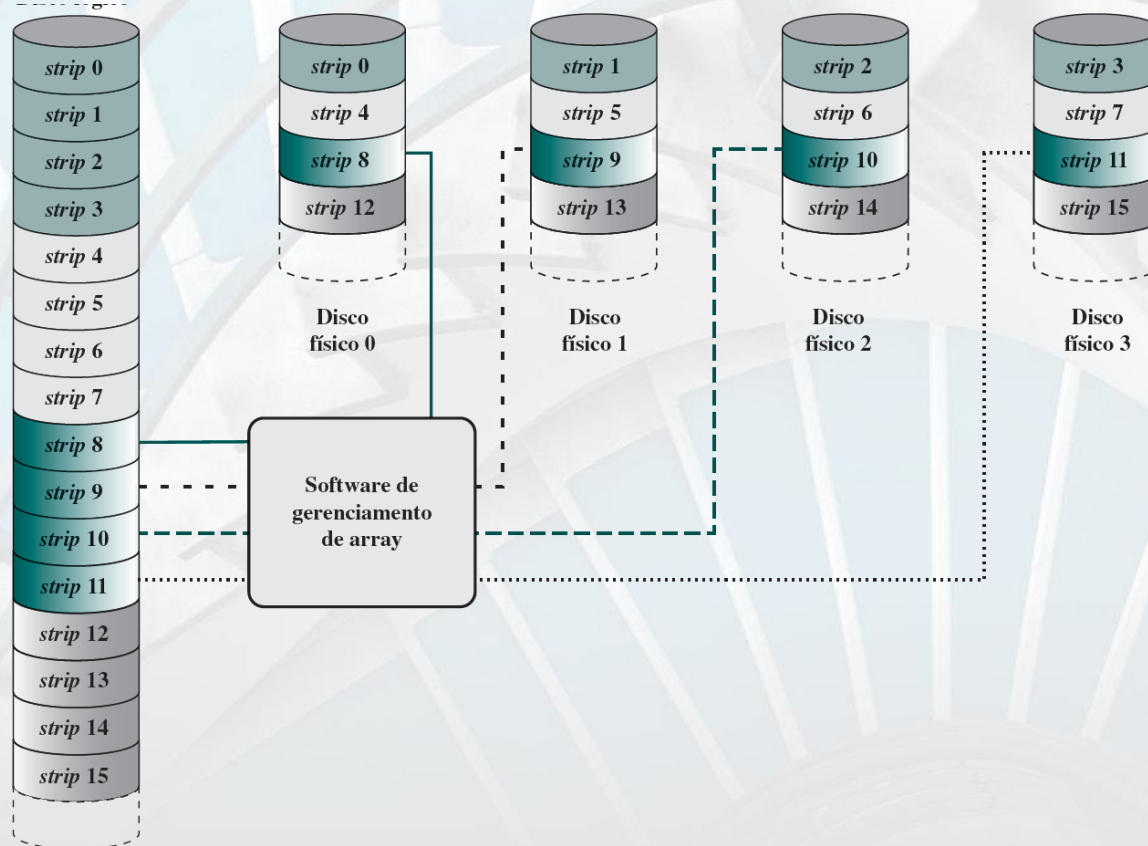 strip 0
strip 1
strip 2
strip 3
strip 4
strip 5
strip 6
strip 7
strip 8
strip 9
strip 10
strip 11
strip 12
strip 13
strip 14
strip 15
strip 0
strip 4
strip 8
strip 12
Disco
físico 0
strip 1
strip 5
strip 9
strip 13
Disco
físico 1
strip 2
strip 6
strip 10
strip 14
Disco
físico 2
strip 3
strip 7
strip 11
strip 15
Disco
físico 3
Software de
gerenciamento
de array